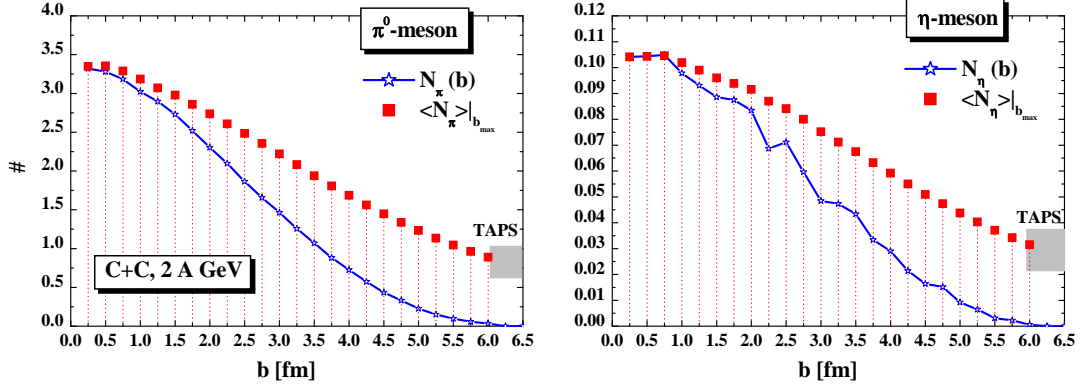 π⁰-meson
N_π (b)
<N_π>|_b_max
#
4.0
3.5
3.0
2.5
2.0
1.5
1.0
0.5
0.0
TAPS
C+C, 2 A GeV
0.0 0.5 1.0 1.5 2.0 2.5 3.0 3.5 4.0 4.5 5.0 5.5 6.0 6.5
b [fm]
η-meson
N_η (b)
<N_η>|_b_max
0.12
0.11
0.10
0.09
0.08
0.07
0.06
0.05
0.04
0.03
0.02
0.01
0.00
TAPS
0.0 0.5 1.0 1.5 2.0 2.5 3.0 3.5 4.0 4.5 5.0 5.5 6.0 6.5
b [fm]